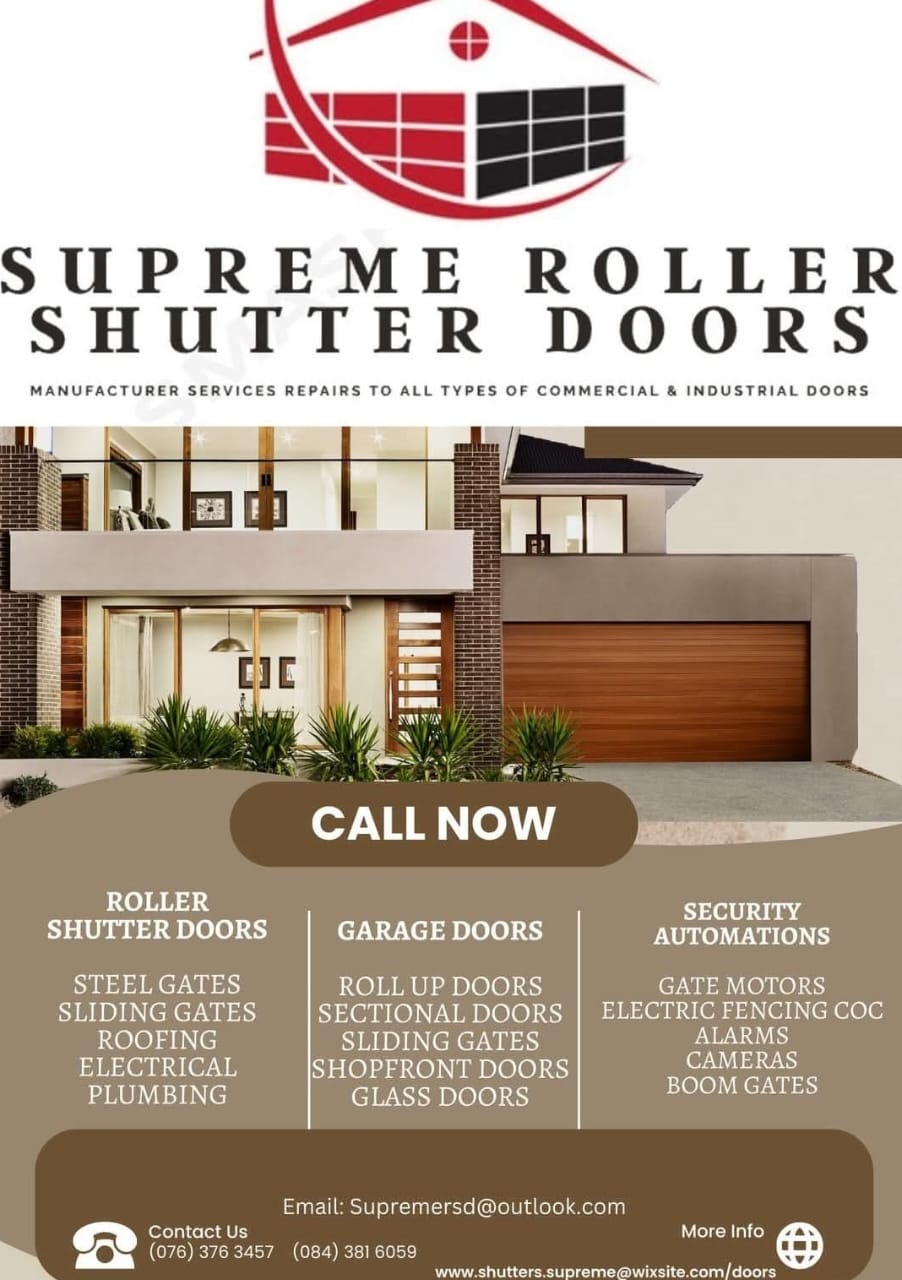 SUPREME ROLLER
SHUTTER DOORS
MANUFACTURER SERVICES REPAIRS TO ALL TYPES OF COMMERCIAL & INDUSTRIAL DOORS
CALL NOW
ROLLER
SHUTTER DOORS
STEEL GATES
SLIDING GATES
ROOFING
ELECTRICAL
PLUMBING
GARAGE DOORS
ROLL UP DOORS
SECTIONAL DOORS
SLIDING GATES
SHOPFRONT DOORS
GLASS DOORS
SECURITY
AUTOMATIONS
GATE MOTORS
ELECTRIC FENCING COC
ALARMS
CAMERAS
BOOM GATES
Email: Supremersd@outlook.com
Contact Us
(076) 376 3457 (084) 381 6059
More Info
www.shutters.supreme@wixsite.com/doors